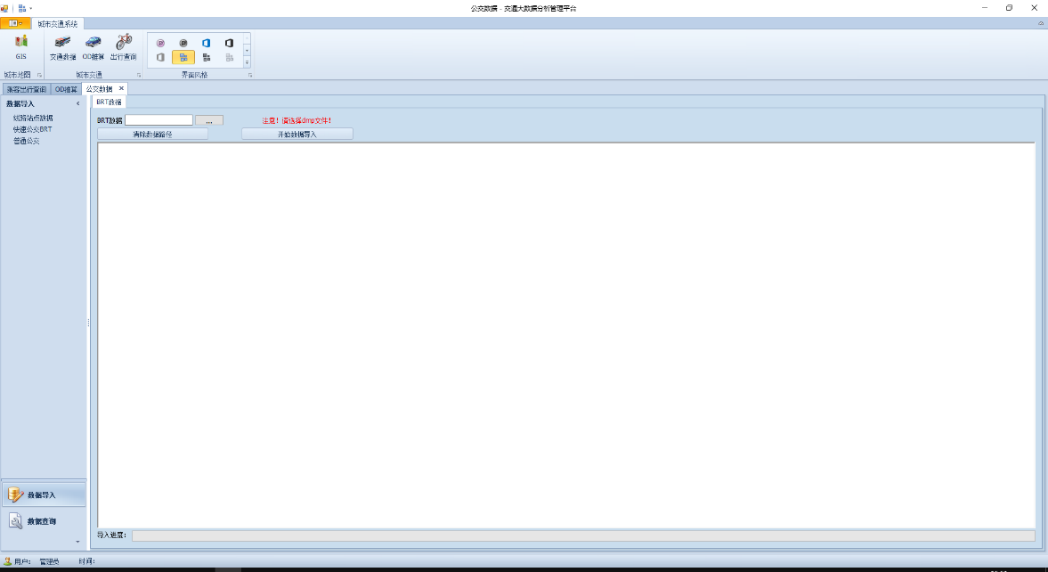 公交数据 - 交通大数据分析管理平台
城市交通系统
GIS
交通数据
OD推算
出行查询
城市地图
城市交通
界面风格
乘客出行查询
OD推算
公交数据
数据导入
线路站点数据
快速公交BRT
普通公交
BRT数据
BRT数据
...
注意！请选择dmp文件！
清除数据路径
开始数据导入
数据导入
数据查询
导入进度：
用户：
管理员
时间：